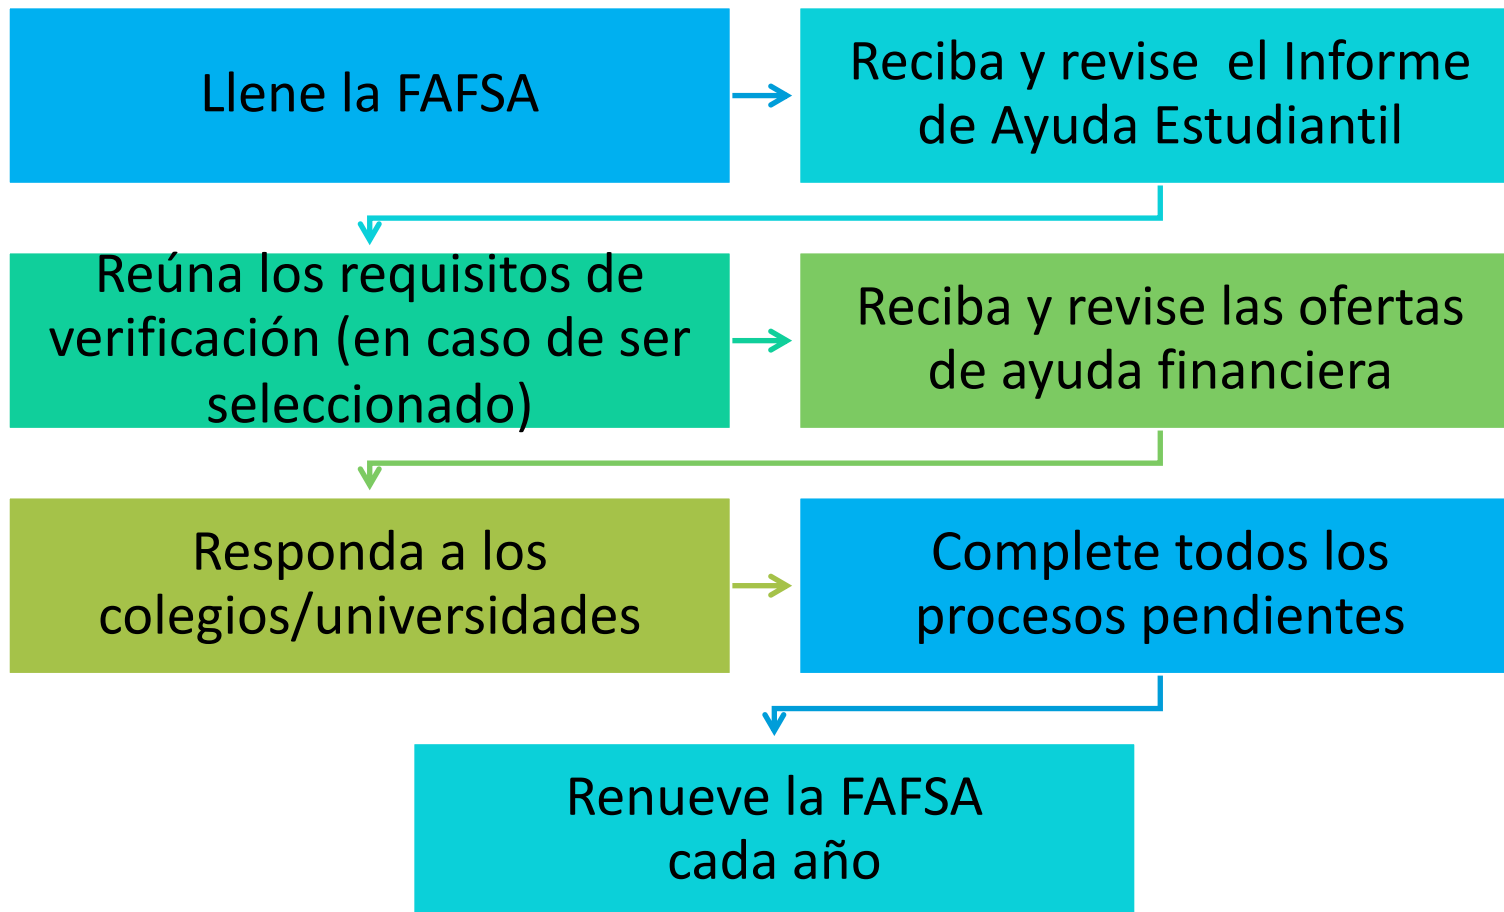 Llene la FAFSA
Reciba y revise  el Informe
de Ayuda Estudiantil
Reúna los requisitos de
verificación (en caso de ser
seleccionado)
Reciba y revise las ofertas
de ayuda financiera
Responda a los
colegios/universidades
Complete todos los
procesos pendientes
Renueve la FAFSA
cada año